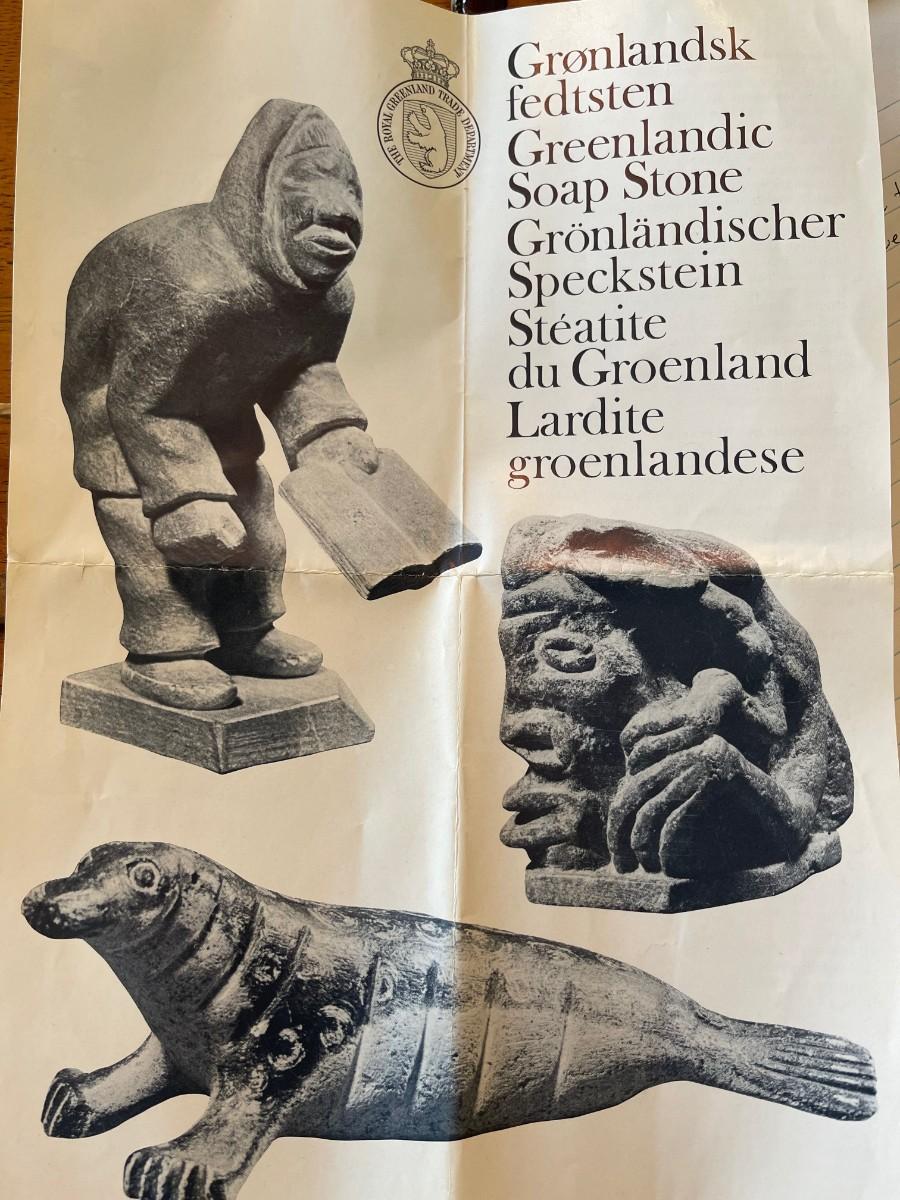 THE ROYAL GREENLAND TRADE DEPARTMENT
Grønlandsk
fedtsten
Greenlandic
Soap Stone
Grönländischer
Speckstein
Stéatite
du Groenland
Lardite
groenlandese